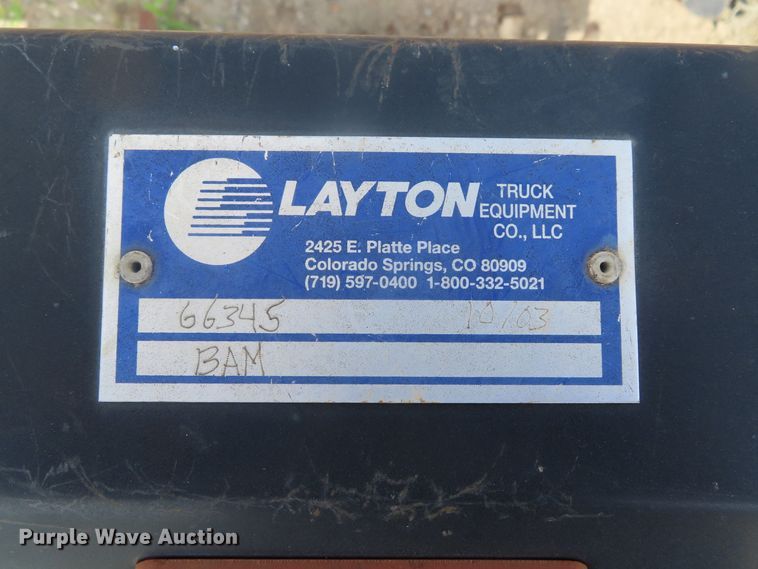 LAYTON TRUCK EQUIPMENT CO., LLC
2425 E. Platte Place
Colorado Springs, CO 80909
(719) 597-0400 1-800-332-5021
66345 10/03
BAM
Purple Wave Auction